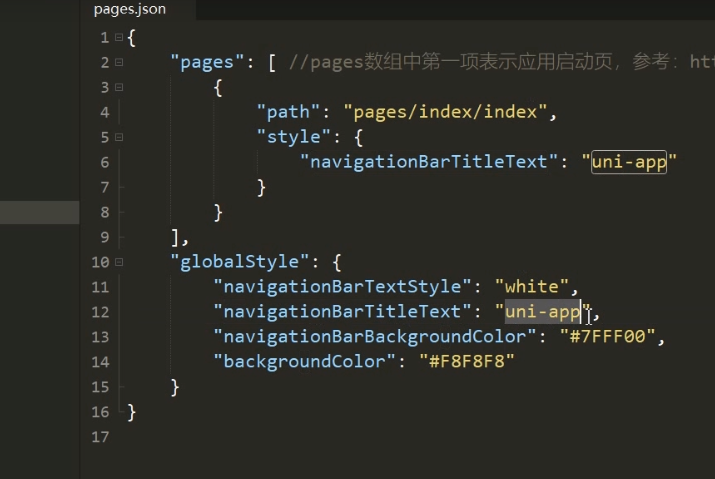 pages.json
1 {
2 "pages": [ //pages数组中第一项表示应用启动页，参考：htt
3 {
4 "path": "pages/index/index",
5 "style": {
6 "navigationBarTitleText": "uni-app"
7 }
8 }
9 ],
10 "globalStyle": {
11 "navigationBarTextStyle": "white",
12 "navigationBarTitleText": "uni-app",
13 "navigationBarBackgroundColor": "#7FFF00",
14 "backgroundColor": "#F8F8F8"
15 }
16 }
17